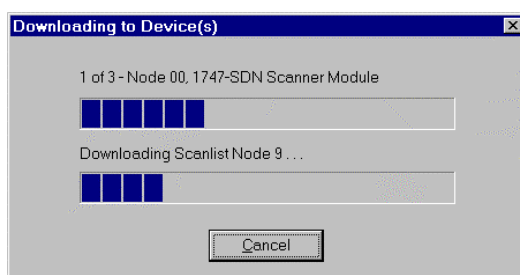 Downloading to Device(s)
1 of 3 - Node 00, 1747-SDN Scanner Module
Downloading Scanlist Node 9 . . .
Cancel